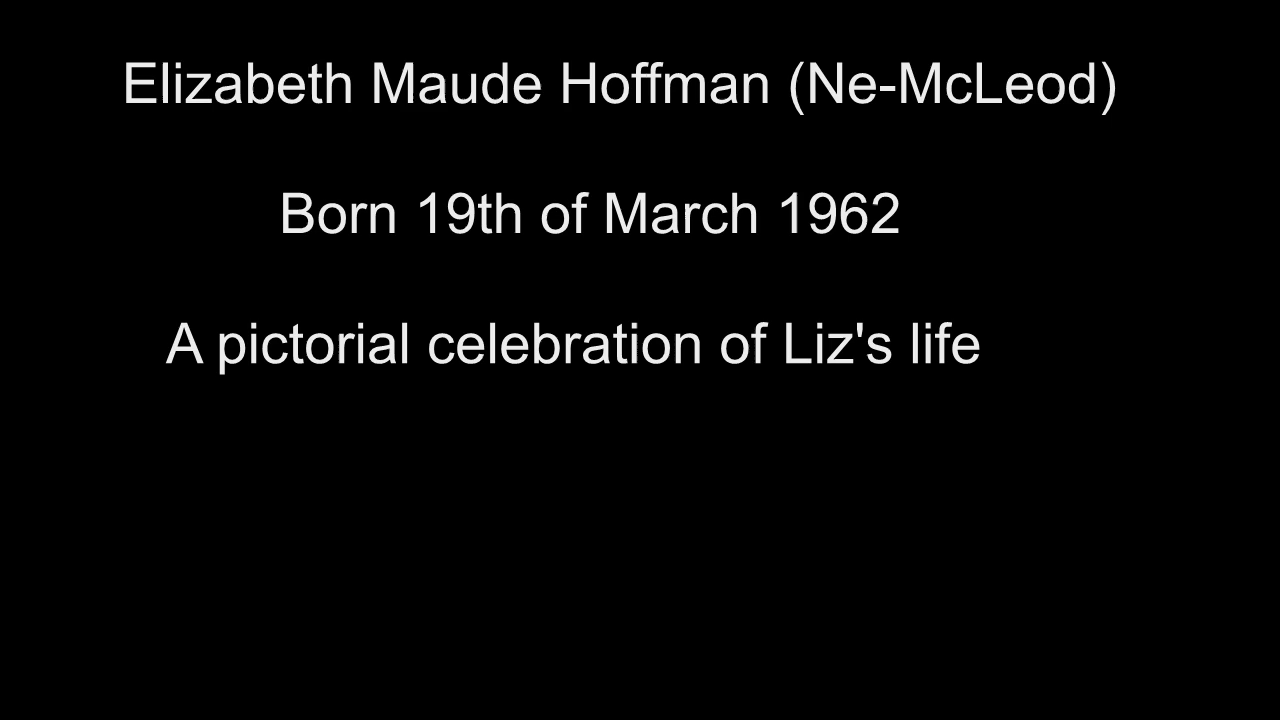 Elizabeth Maude Hoffman (Ne-McLeod)
Born 19th of March 1962
A pictorial celebration of Liz's life